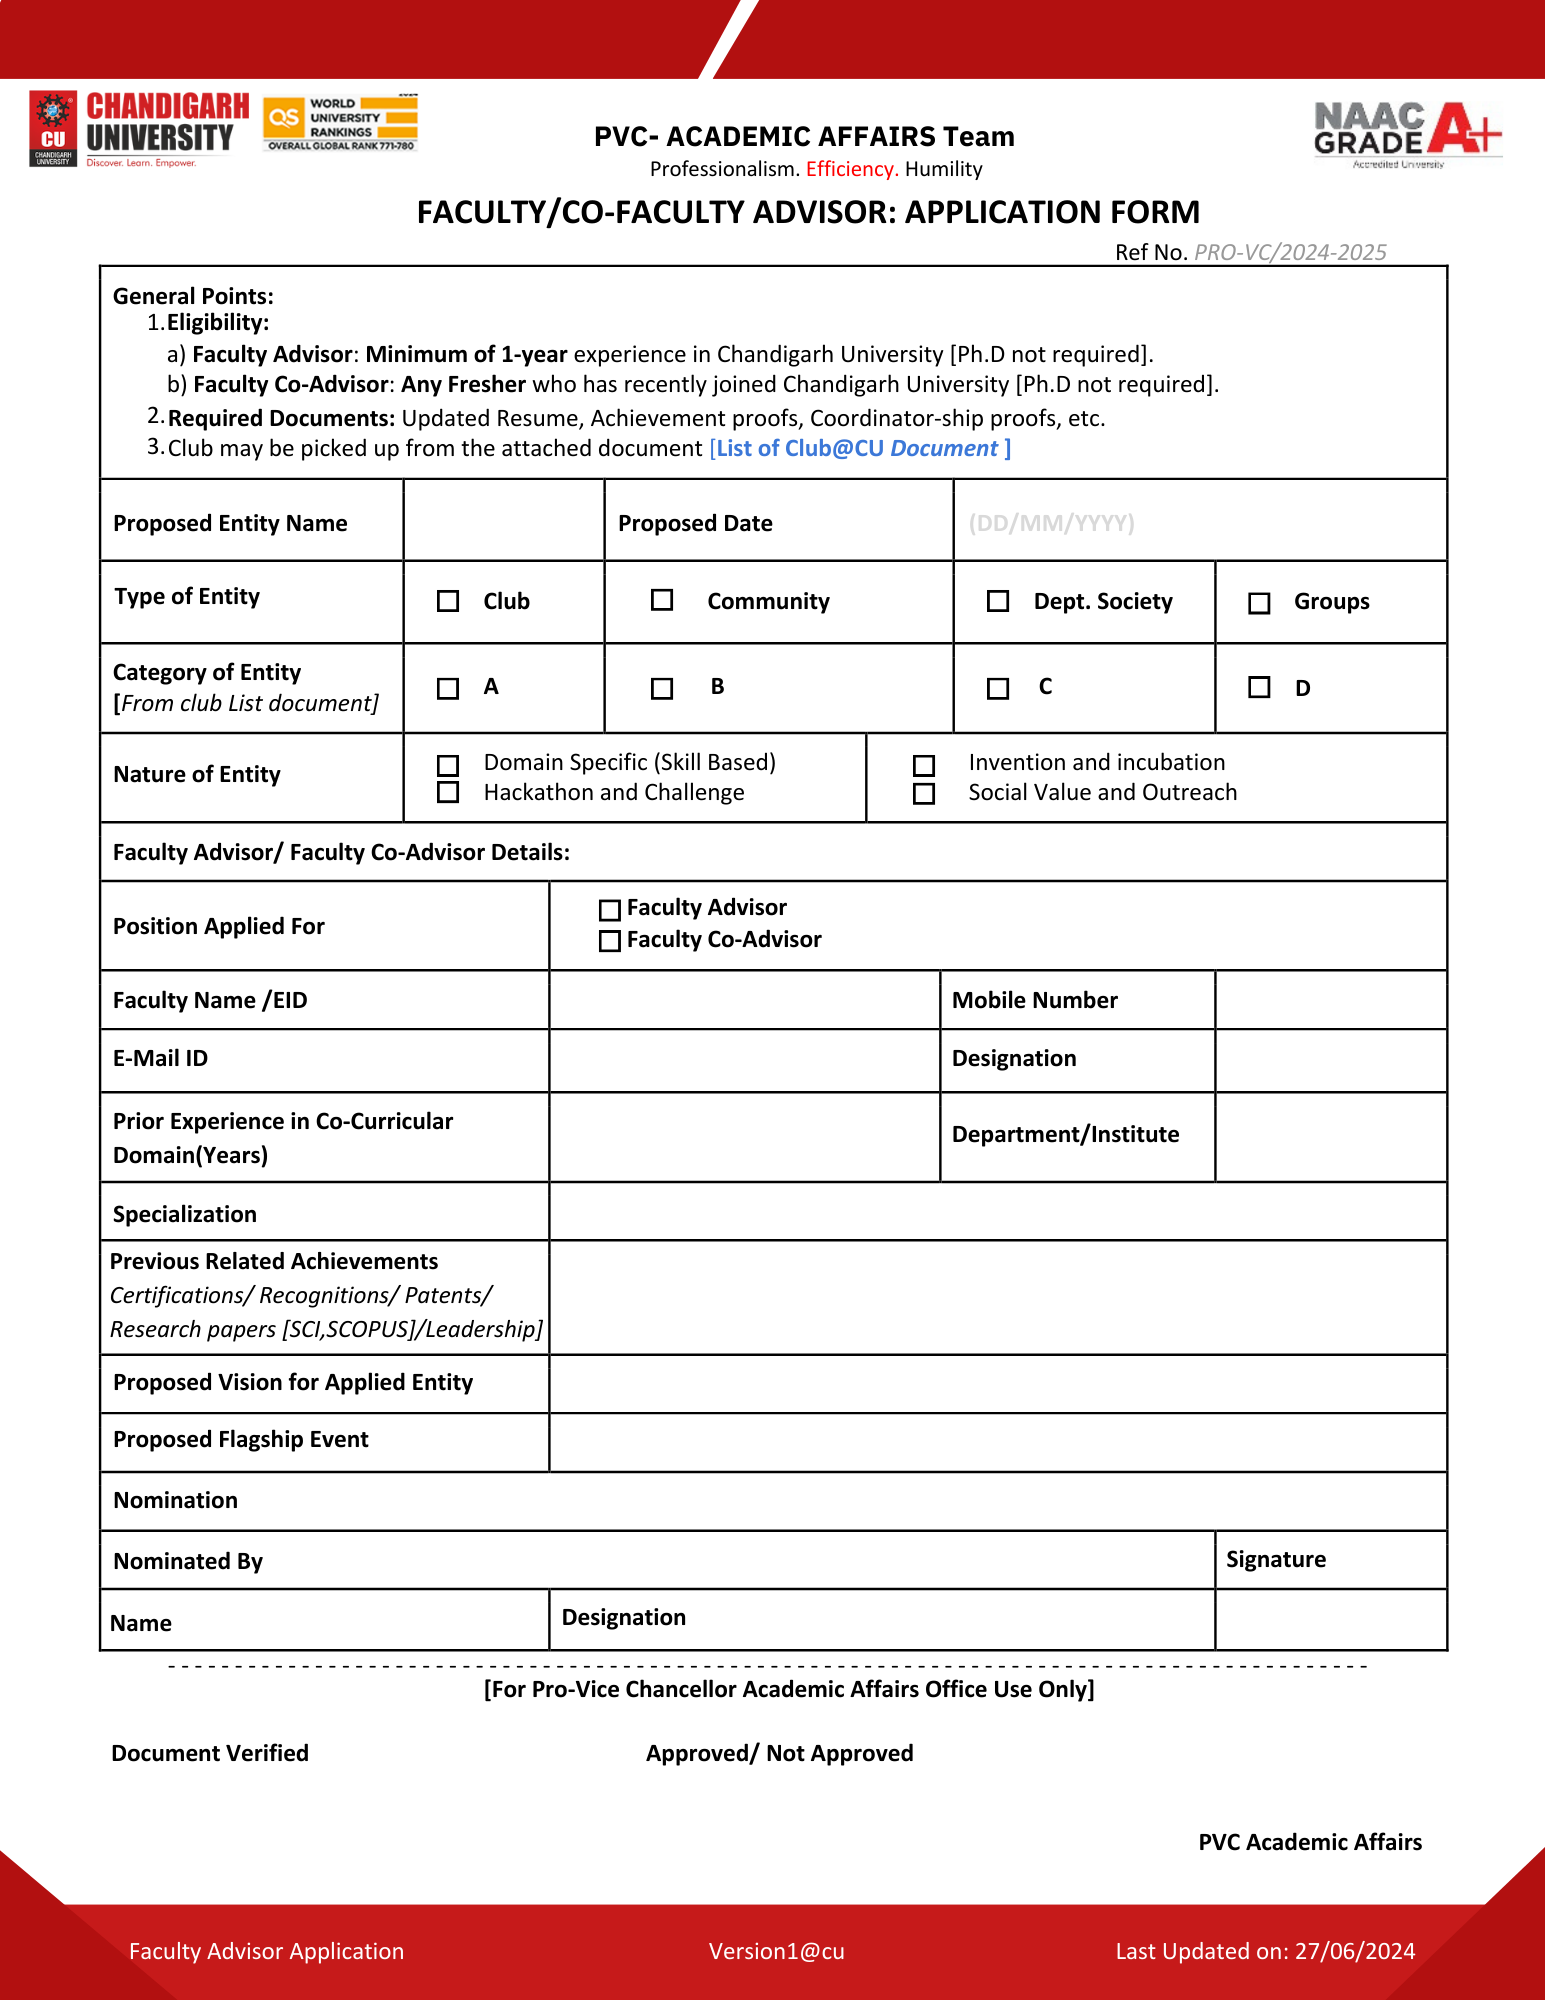 CHANDIGARH
UNIVERSITY
Discover. Learn. Empower.
CU
CHANDIGARH
UNIVERSITY
QS
WORLD
UNIVERSITY
RANKINGS
OVERALL GLOBAL RANK 771-780
PVC- ACADEMIC AFFAIRS Team
Professionalism. Efficiency. Humility
NAAC
GRADE A+
Accredited University
FACULTY/CO-FACULTY ADVISOR: APPLICATION FORM
Ref No. PRO-VC/2024-2025
General Points:
1. Eligibility:
a) Faculty Advisor: Minimum of 1-year experience in Chandigarh University [Ph.D not required].
b) Faculty Co-Advisor: Any Fresher who has recently joined Chandigarh University [Ph.D not required].
2. Required Documents: Updated Resume, Achievement proofs, Coordinator-ship proofs, etc.
3. Club may be picked up from the attached document [List of Club@CU Document ]
Proposed Entity Name Proposed Date (DD/MM/YYYY)
Type of Entity Club Community Dept. Society Groups
Category of Entity
[From club List document] A B C D
Nature of Entity
Domain Specific (Skill Based) Invention and incubation
Hackathon and Challenge Social Value and Outreach
Faculty Advisor/ Faculty Co-Advisor Details:
Position Applied For
Faculty Advisor
Faculty Co-Advisor
Faculty Name /EID Mobile Number
E-Mail ID Designation
Prior Experience in Co-Curricular
Domain(Years) Department/Institute
Specialization
Previous Related Achievements
Certifications/ Recognitions/ Patents/
Research papers [SCI,SCOPUS]/Leadership]
Proposed Vision for Applied Entity
Proposed Flagship Event
Nomination
Nominated By Signature
Name Designation
[For Pro-Vice Chancellor Academic Affairs Office Use Only]
Document Verified Approved/ Not Approved
PVC Academic Affairs
Faculty Advisor Application Version1@cu Last Updated on: 27/06/2024